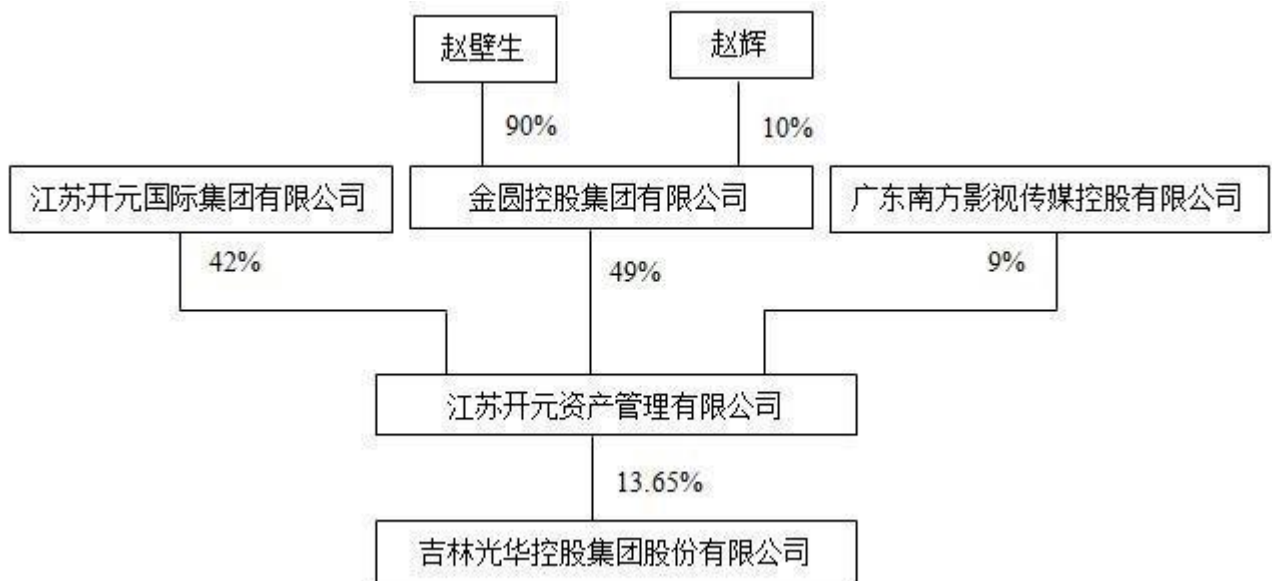 赵壁生
赵辉
90%
10%
江苏开元国际集团有限公司
金圆控股集团有限公司
广东南方影视传媒控股有限公司
42%
49%
9%
江苏开元资产管理有限公司
13.65%
吉林光华控股集团股份有限公司